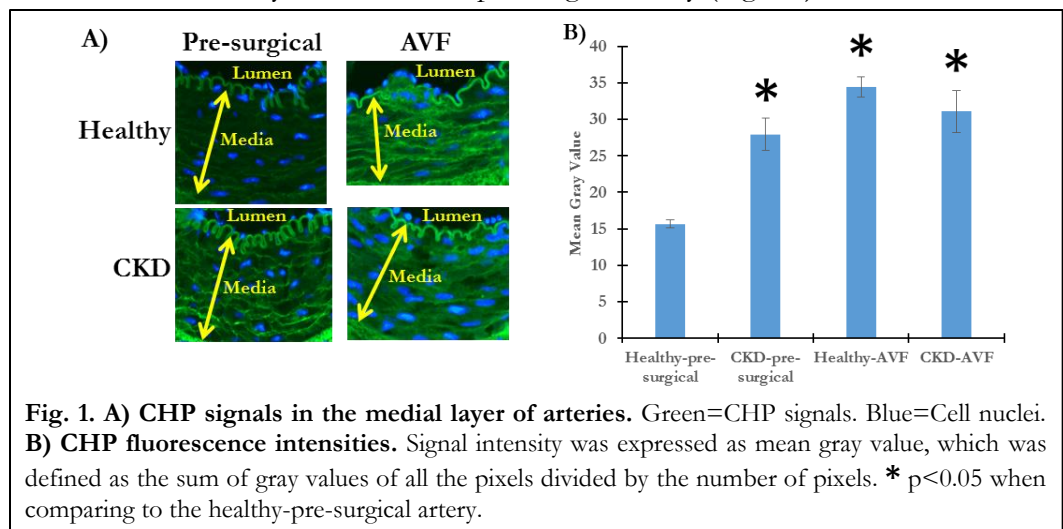 A)
Pre-surgical
AVF
Healthy
CKD
Lumen
Media
Lumen
Media
Lumen
Media
Lumen
Media
B)
Mean Gray Value
40
35
30
25
20
15
10
5
0
*
*
*
Healthy-pre-
surgical
CKD-pre-
surgical
Healthy-AVF
CKD-AVF
Fig. 1. A) CHP signals in the medial layer of arteries. Green=CHP signals. Blue=Cell nuclei.
B) CHP fluorescence intensities. Signal intensity was expressed as mean gray value, which was
defined as the sum of gray values of all the pixels divided by the number of pixels. * p<0.05 when
comparing to the healthy-pre-surgical artery.